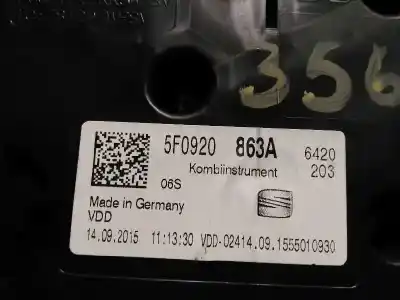 356
5F0920 863A 6420
Kombiinstrument 203
06S
Made in Germany
VDD
14.09.2015 11:13:30 VDD-02414.09.1555010930